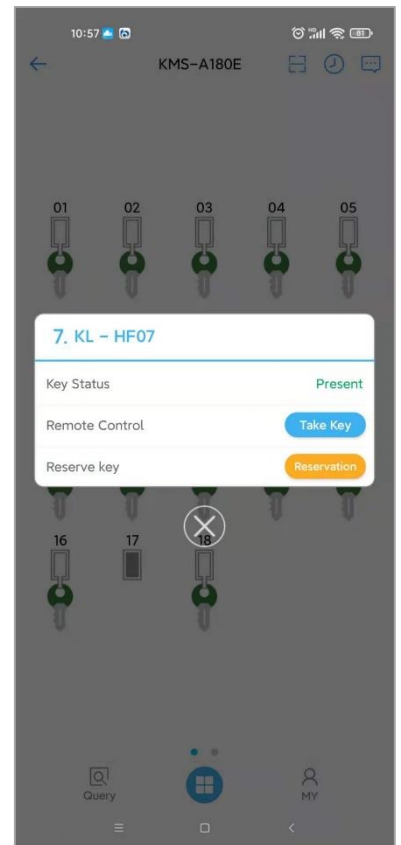 10:57
KMS-A180E
01 02 03 04 05
7. KL - HF07
Key Status Present
Remote Control Take Key
Reserve key Reservation
16 17 18
Query MY